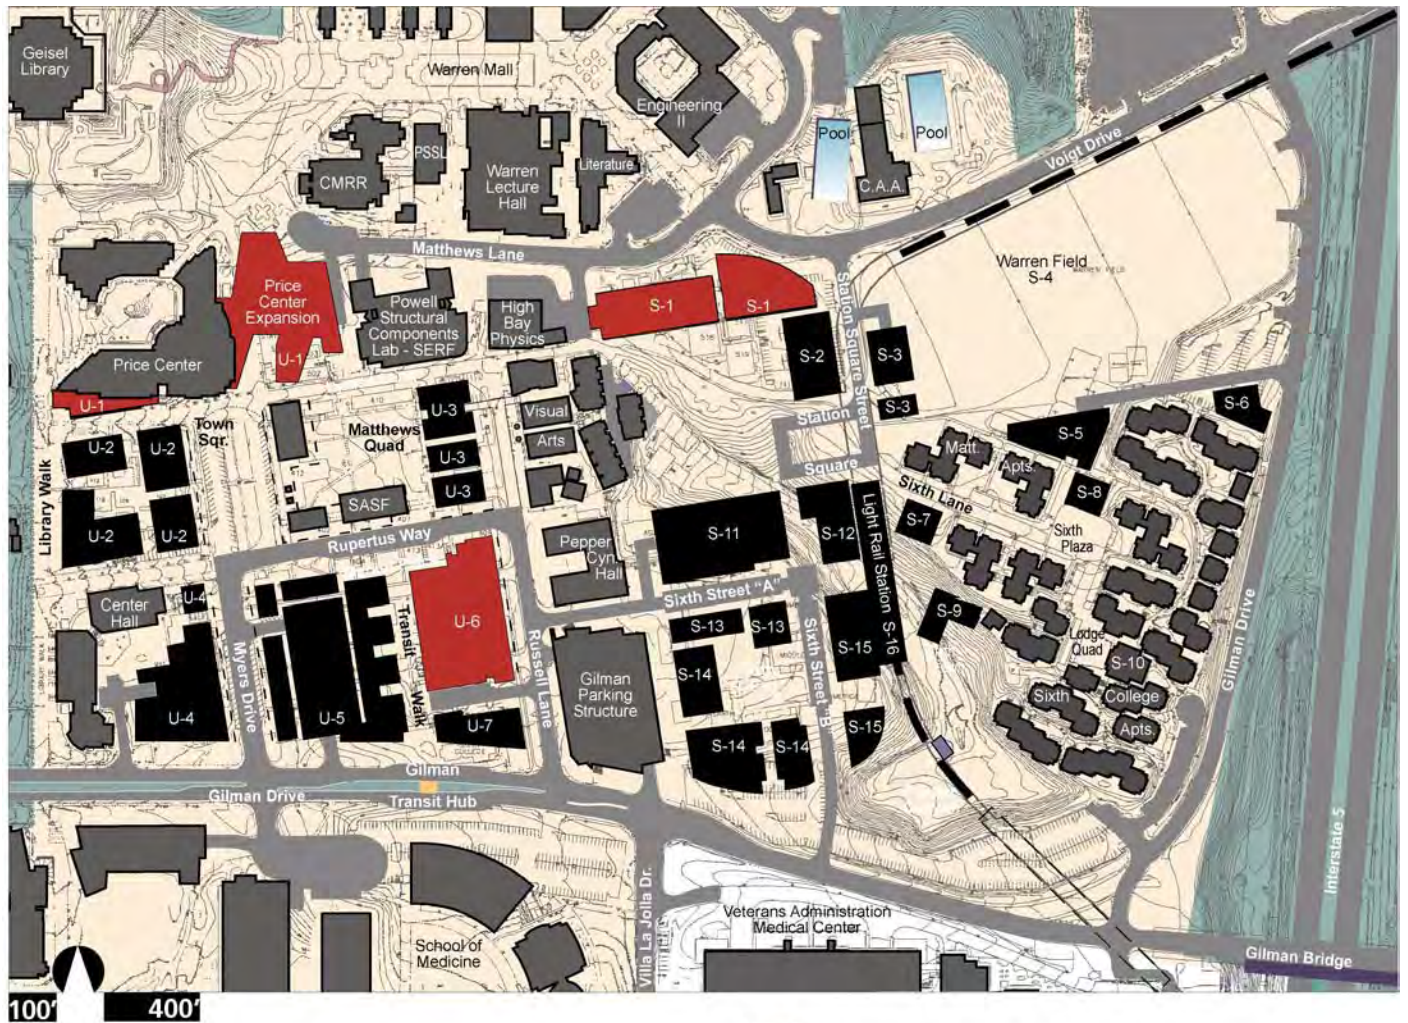 Geisel
Library
Warren Mall
Engineering
II
Pool
Pool
Voigt Drive
PSSL
CMRR
Warren
Lecture
Hall
Literature
C.A.A.
Matthews Lane
Warren Field
S-4
WARREN FIELD
Price
Center
Expansion
U-1
Powell
Structural
Components
Lab - SERF
High
Bay
Physics
S-1
S-1
Station Square Street
S-2
S-3
S-3
Price Center
U-1
Town
Sqr.
Matthews
Quad
U-3
U-3
U-3
Visual
Arts
Station
Square
S-5
S-6
Matt.
Apts.
S-8
Library Walk
U-2
U-2
U-2
U-2
SASF
Sixth Lane
S-7
Sixth
Plaza
Rupertus Way
Pepper
Cyn.
Hall
S-11
S-12
Light Rail Station S-16
Center
Hall
U-4
U-4
Myers Drive
U-5
Transit
Walk
U-6
U-7
Russell Lane
Sixth Street "A"
S-13
S-13
S-14
S-14
S-14
Sixth Street "B"
S-15
S-15
S-9
Lodge
Quad
S-10
Sixth
College
Apts.
Gilman Drive
Gilman
Parking
Structure
Gilman
Transit Hub
Gilman Drive
Interstate 5
School of
Medicine
Villa La Jolla Dr.
Veterans Administration
Medical Center
Gilman Bridge
100'
400'